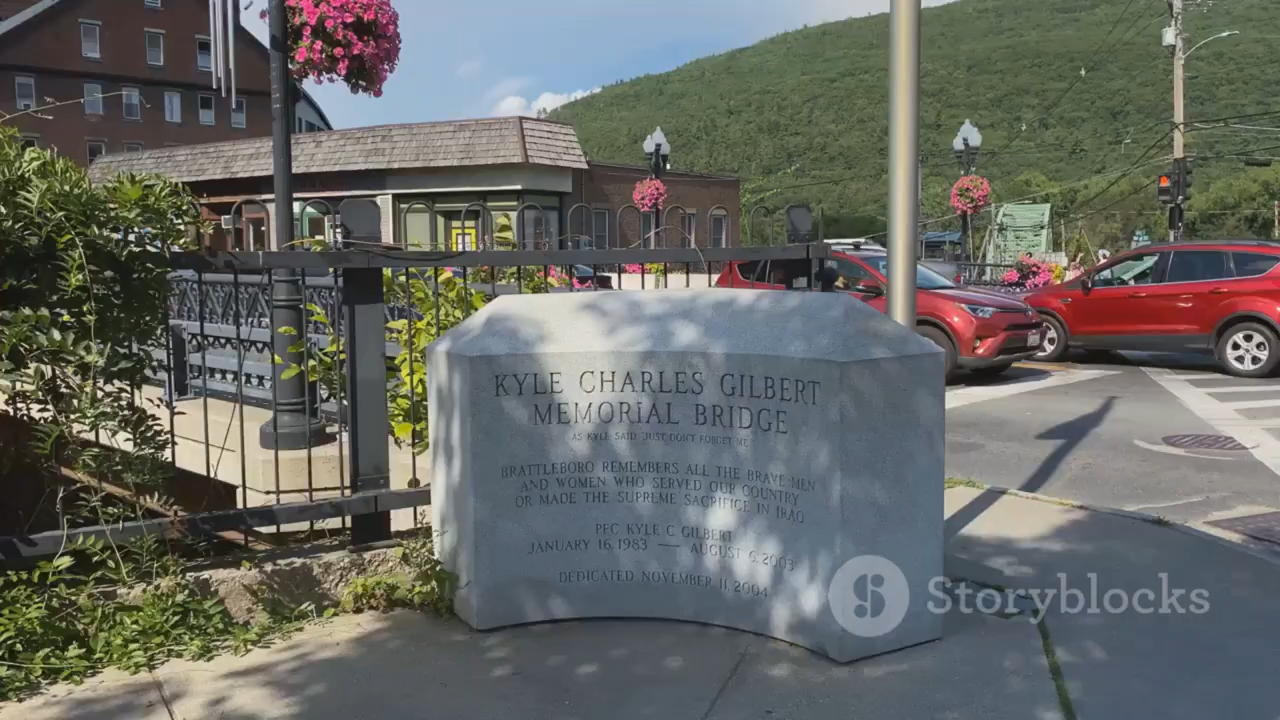 KYLE CHARLES GILBERT
MEMORIAL BRIDGE
AS KYLE SAID "JUST DON'T FORGET ME"
BRATTLEBORO REMEMBERS ALL THE BRAVE MEN
AND WOMEN WHO SERVED OUR COUNTRY
OR MADE THE SUPREME SACRIFICE IN IRAQ
PFC KYLE C. GILBERT
JANUARY 16, 1983 — AUGUST 6, 2003
DEDICATED NOVEMBER 11, 2004
Storyblocks